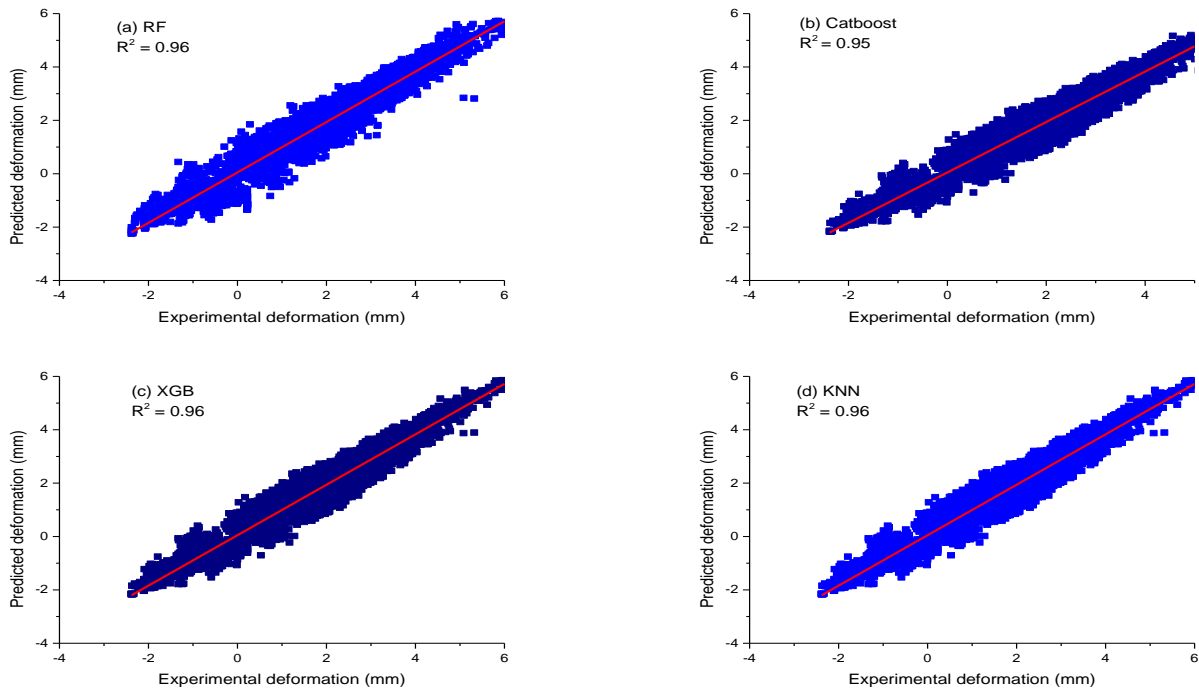 (a) RF
R² = 0.96
Predicted deformation (mm)
6
4
2
0
-2
-4
-4 -2 0 2 4 6
Experimental deformation (mm)
(b) Catboost
R² = 0.95
Predicted deformation (mm)
6
4
2
0
-2
-4
-4 -2 0 2 4
Experimental deformation (mm)
(c) XGB
R² = 0.96
Predicted deformation (mm)
6
4
2
0
-2
-4
-4 -2 0 2 4 6
Experimental deformation (mm)
(d) KNN
R² = 0.96
Predicted deformation (mm)
6
4
2
0
-2
-4
-4 -2 0 2 4 6
Experimental deformation (mm)